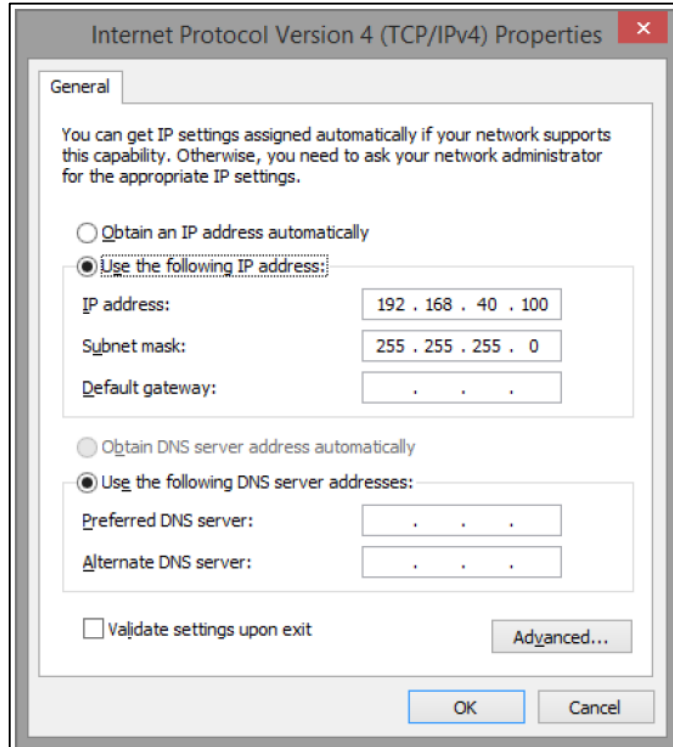 Internet Protocol Version 4 (TCP/IPv4) Properties
General
You can get IP settings assigned automatically if your network supports
this capability. Otherwise, you need to ask your network administrator
for the appropriate IP settings.
Obtain an IP address automatically
Use the following IP address:
IP address: 192 . 168 . 40 . 100
Subnet mask: 255 . 255 . 255 . 0
Default gateway: . . .
Obtain DNS server address automatically
Use the following DNS server addresses:
Preferred DNS server: . . .
Alternate DNS server: . . .
Validate settings upon exit
Advanced...
OK Cancel